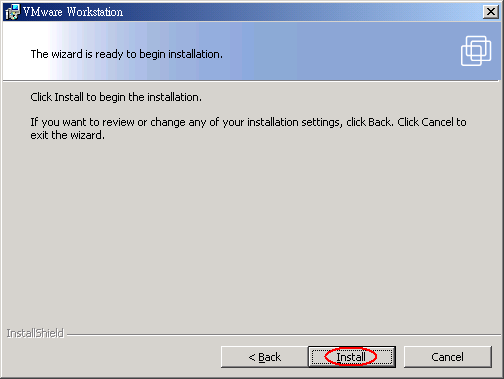 VMware Workstation
The wizard is ready to begin installation.
Click Install to begin the installation.
If you want to review or change any of your installation settings, click Back. Click Cancel to
exit the wizard.
InstallShield
< Back
Install
Cancel